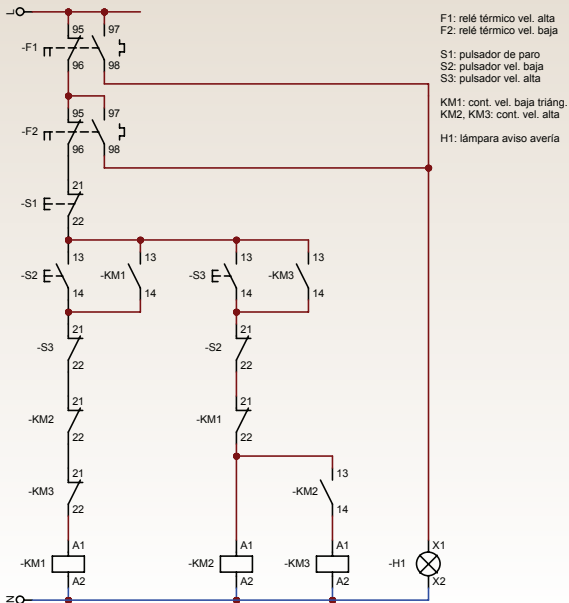 L
95 97
-F1
96 98
95 97
-F2
96 98
21
-S1
22
13 13 13 13
-S2 -KM1 -S3 -KM3
14 14 14 14
21 21
-S3 -S2
22 22
21 21
-KM2 -KM1
22 22
21 13
-KM3 -KM2
22 14
A1 A1 A1 X1
-KM1 -KM2 -KM3 -H1
A2 A2 A2 X2
N
F1: relé térmico vel. alta
F2: relé térmico vel. baja
S1: pulsador de paro
S2: pulsador vel. baja
S3: pulsador vel. alta
KM1: cont. vel. baja triáng.
KM2, KM3: cont. vel. alta
H1: lámpara aviso avería